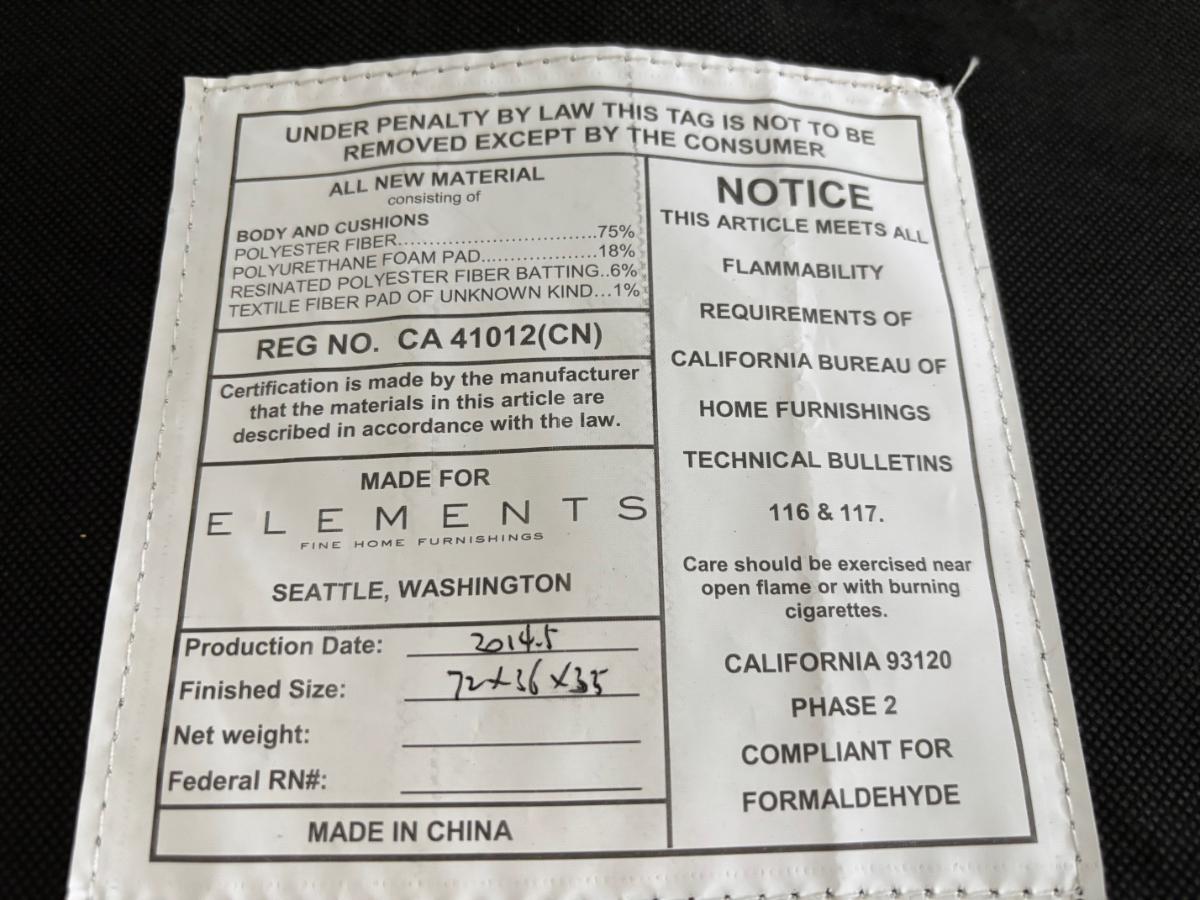 UNDER PENALTY BY LAW THIS TAG IS NOT TO BE
REMOVED EXCEPT BY THE CONSUMER
ALL NEW MATERIAL
consisting of
BODY AND CUSHIONS
POLYESTER FIBER..................................75%
POLYURETHANE FOAM PAD...................18%
RESINATED POLYESTER FIBER BATTING..6%
TEXTILE FIBER PAD OF UNKNOWN KIND...1%
REG NO. CA 41012(CN)
Certification is made by the manufacturer
that the materials in this article are
described in accordance with the law.
MADE FOR
ELEMENTS
FINE HOME FURNISHINGS
SEATTLE, WASHINGTON
Production Date: 2014.5
Finished Size: 72x36x35
Net weight:
Federal RN#:
MADE IN CHINA
NOTICE
THIS ARTICLE MEETS ALL
FLAMMABILITY
REQUIREMENTS OF
CALIFORNIA BUREAU OF
HOME FURNISHINGS
TECHNICAL BULLETINS
116 & 117.
Care should be exercised near
open flame or with burning
cigarettes.
CALIFORNIA 93120
PHASE 2
COMPLIANT FOR
FORMALDEHYDE